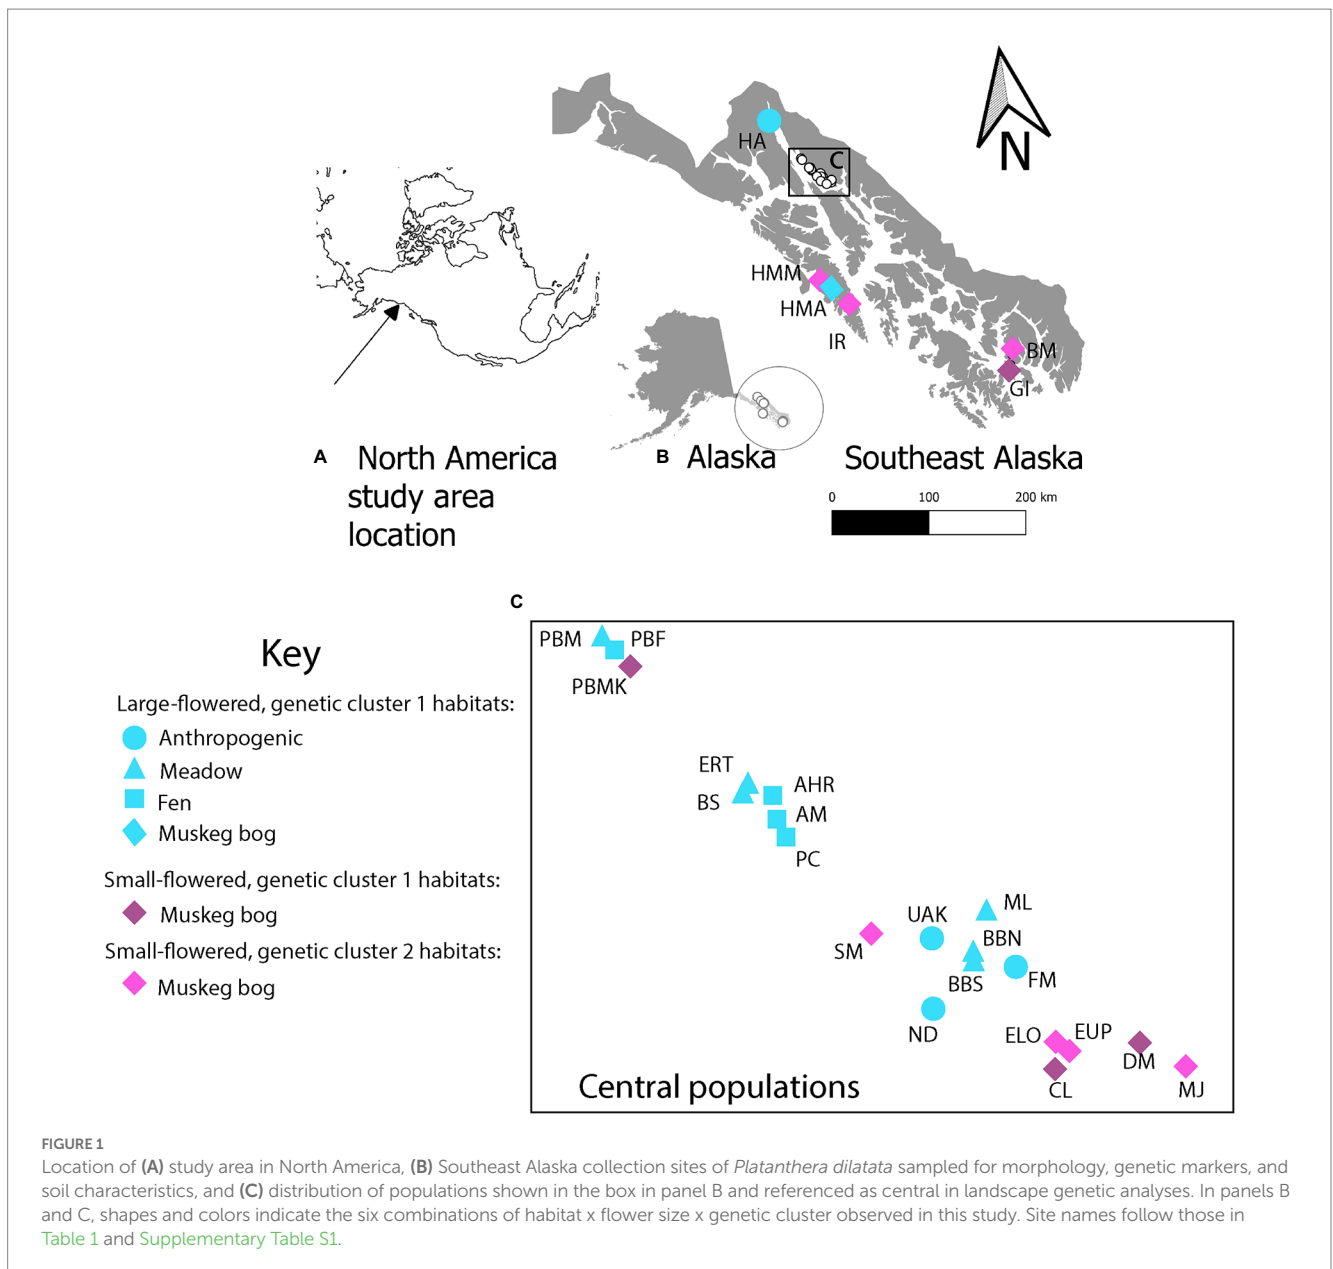 N
HA
C
HMM
HMA
IR
BM
GI
A North America
study area
location
B Alaska
Southeast Alaska
0 100 200 km
C
Key
Large-flowered, genetic cluster 1 habitats:
Anthropogenic
Meadow
Fen
Muskeg bog
Small-flowered, genetic cluster 1 habitats:
Muskeg bog
Small-flowered, genetic cluster 2 habitats:
Muskeg bog
PBM
PBF
PBMK
ERT
BS
AHR
AM
PC
SM
UAK
ML
BBN
BBS
FM
ND
ELO
EUP
CL
DM
MJ
Central populations
FIGURE 1
Location of (A) study area in North America, (B) Southeast Alaska collection sites of Platanthera dilatata sampled for morphology, genetic markers, and
soil characteristics, and (C) distribution of populations shown in the box in panel B and referenced as central in landscape genetic analyses. In panels B
and C, shapes and colors indicate the six combinations of habitat x flower size x genetic cluster observed in this study. Site names follow those in
Table 1 and Supplementary Table S1.